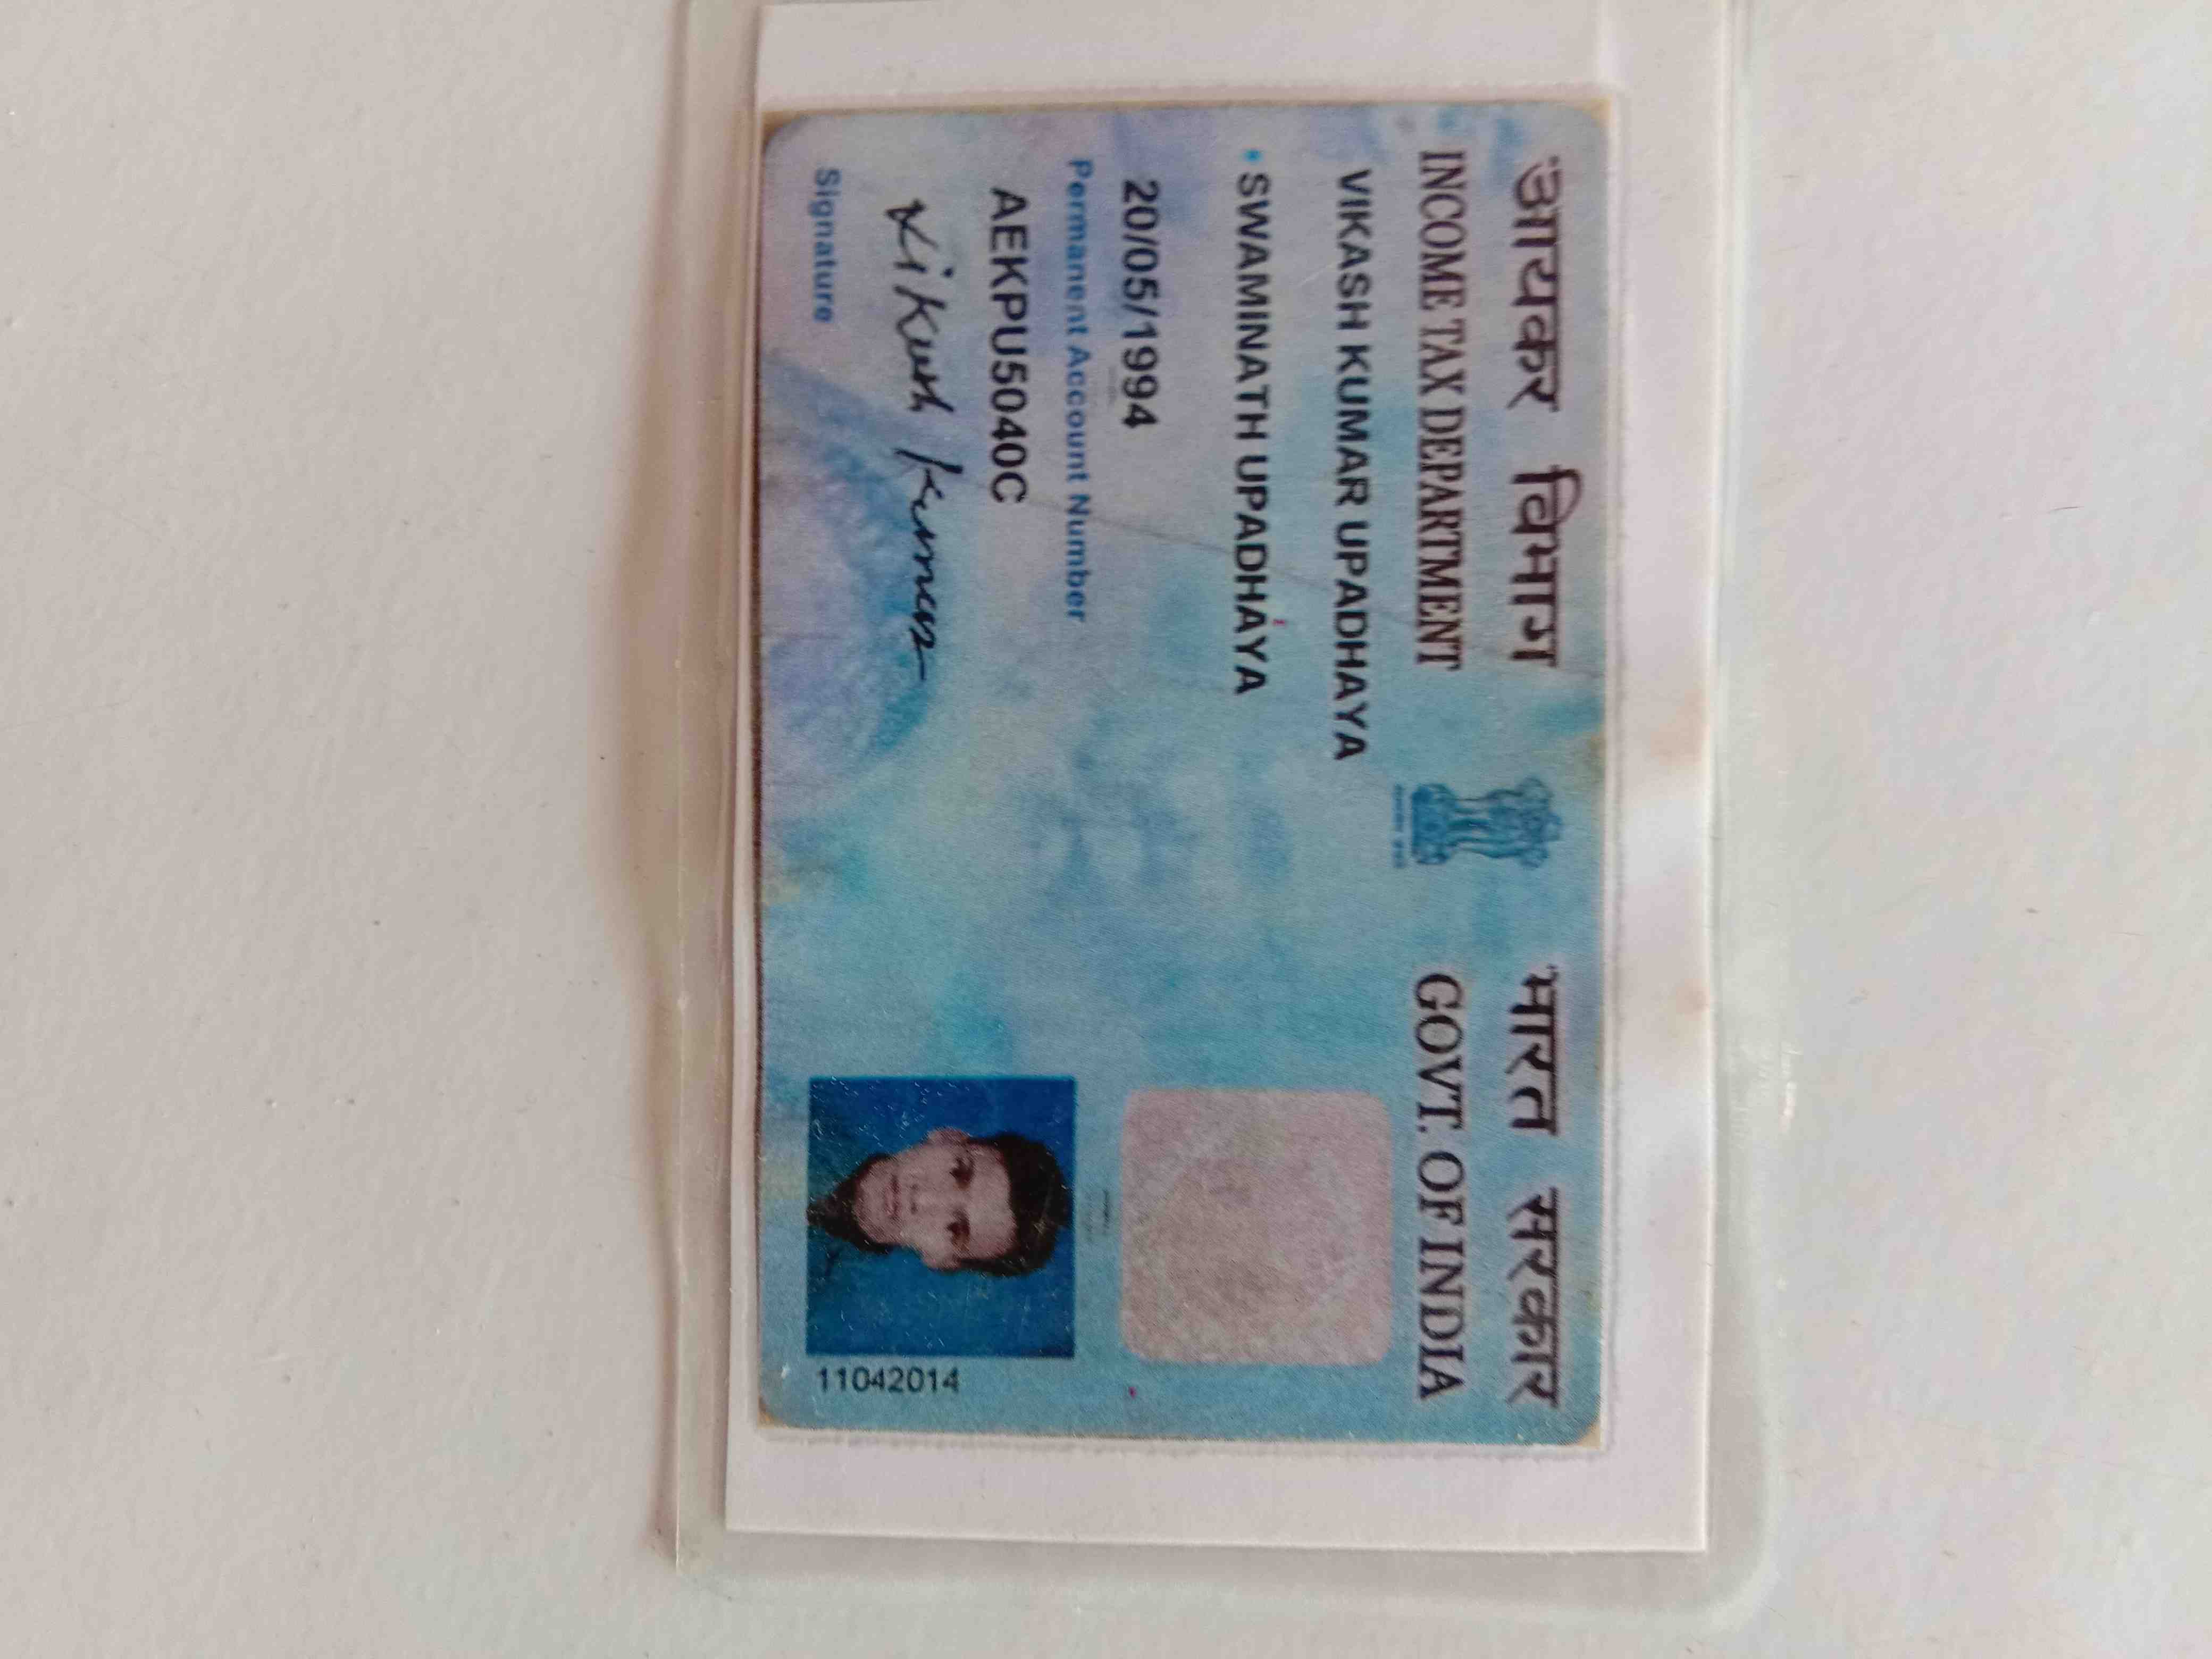 आयकर विभाग भारत सरकार
INCOME TAX DEPARTMENT GOVT. OF INDIA
VIKASH KUMAR UPADHAYA
SWAMINATH UPADHAYA
20/05/1994
Permanent Account Number
AEKPU5040C
Vikash Kumar
Signature
11042014